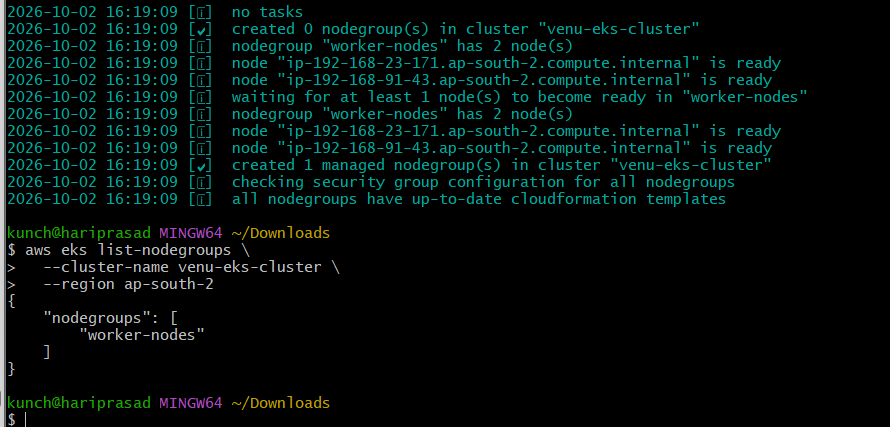 2026-10-02 16:19:09 [ℹ]  no tasks
2026-10-02 16:19:09 [✔]  created 0 nodegroup(s) in cluster "venu-eks-cluster"
2026-10-02 16:19:09 [ℹ]  nodegroup "worker-nodes" has 2 node(s)
2026-10-02 16:19:09 [ℹ]  node "ip-192-168-23-171.ap-south-2.compute.internal" is ready
2026-10-02 16:19:09 [ℹ]  node "ip-192-168-91-43.ap-south-2.compute.internal" is ready
2026-10-02 16:19:09 [ℹ]  waiting for at least 1 node(s) to become ready in "worker-nodes"
2026-10-02 16:19:09 [ℹ]  nodegroup "worker-nodes" has 2 node(s)
2026-10-02 16:19:09 [ℹ]  node "ip-192-168-23-171.ap-south-2.compute.internal" is ready
2026-10-02 16:19:09 [ℹ]  node "ip-192-168-91-43.ap-south-2.compute.internal" is ready
2026-10-02 16:19:09 [✔]  created 1 managed nodegroup(s) in cluster "venu-eks-cluster"
2026-10-02 16:19:09 [ℹ]  checking security group configuration for all nodegroups
2026-10-02 16:19:09 [ℹ]  all nodegroups have up-to-date cloudformation templates
kunch@hariprasad MINGW64 ~/Downloads
$ aws eks list-nodegroups \
>   --cluster-name venu-eks-cluster \
>   --region ap-south-2
{
    "nodegroups": [
        "worker-nodes"
    ]
}
kunch@hariprasad MINGW64 ~/Downloads
$